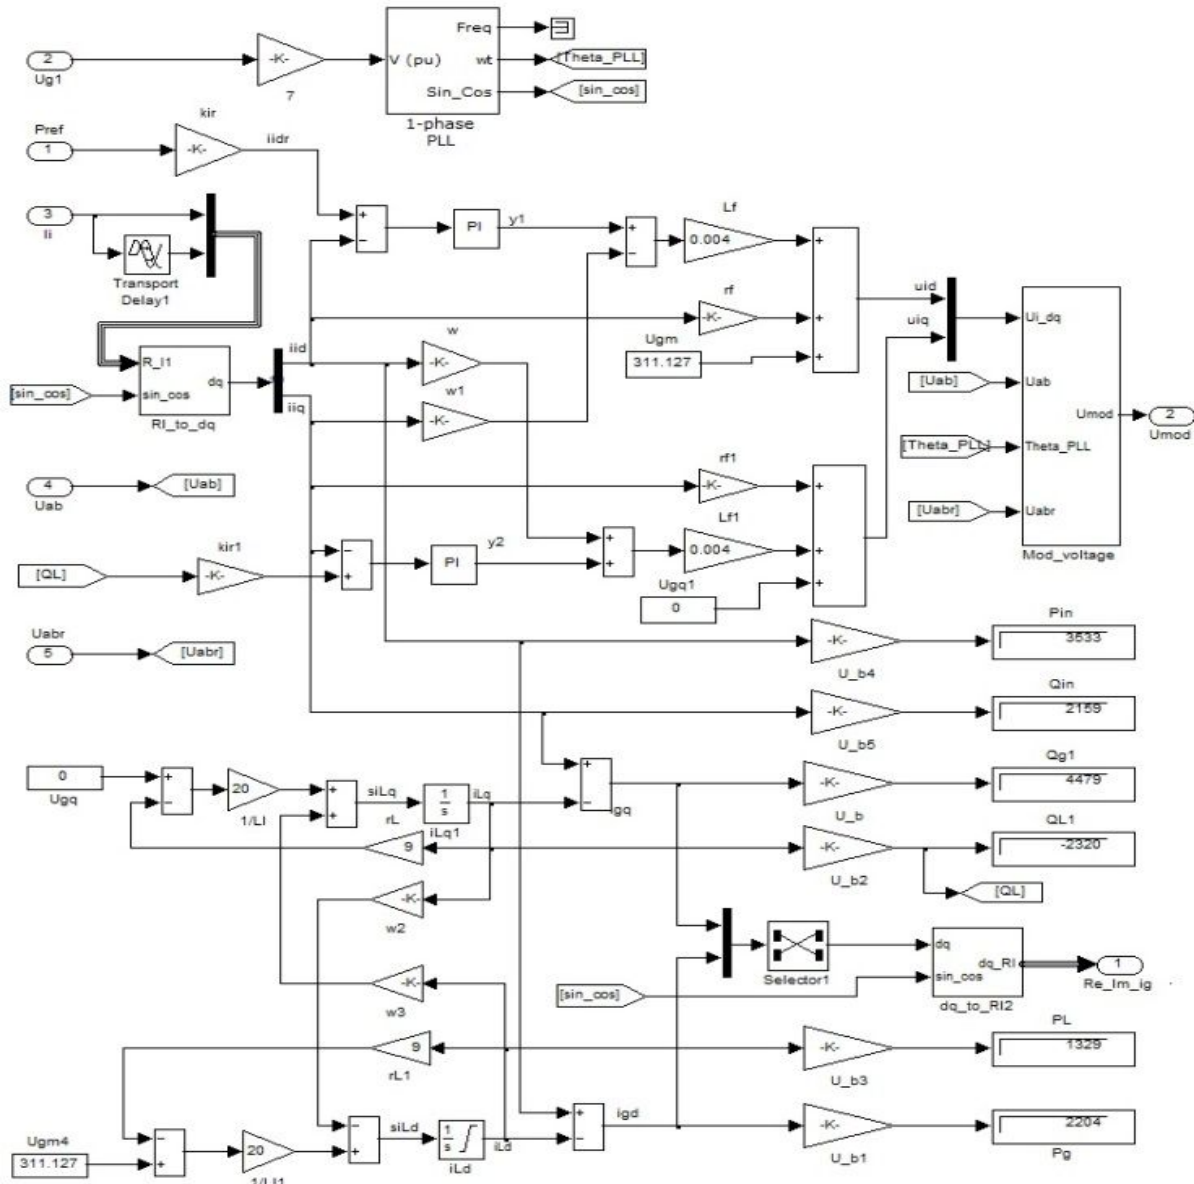 Freq
2
Ug1
-K-
7
V (pu)
wt
Sin_Cos
[Theta_PLL]
[sin_cos]
1-phase
PLL
Pref
1
kir
-K-
iidr
3
Ii
Transport
Delay1
+
−
PI
y1
+
−
Lf
0.004
rf
-K-
Ugm
311.127
+
+
+
uid
uiq
Ui_dq
[Uab]
Uab
[Theta_PLL]
Theta_PLL
[Uabr]
Uabr
Umod
2
Umod
Mod_voltage
R_I1
sin_cos
dq
[sin_cos]
RI_to_dq
iid
iiq
w
-K-
w1
-K-
4
Uab
[Uab]
rf1
-K-
Lf1
0.004
+
+
+
Ugq1
0
[QL]
kir1
-K-
−
+
PI
y2
+
+
Uabr
5
[Uabr]
-K-
U_b4
Pin
3533
-K-
U_b5
Qin
2159
0
Ugq
+
−
20
1/LI
+
+
siLq
1
s
iLq
iLq1
+
−
igq
-K-
U_b
Qg1
4479
rL
9
-K-
U_b2
QL1
-2320
[QL]
-K-
w2
-K-
w3
Selector1
[sin_cos]
dq
sin_cos
dq_RI
dq_to_RI2
1
Re_Im_ig
9
rL1
-K-
U_b3
PL
1329
Ugm4
311.127
−
+
20
1/LI1
−
+
siLd
1
s
iLd
iLd
+
−
igd
-K-
U_b1
2204
Pg